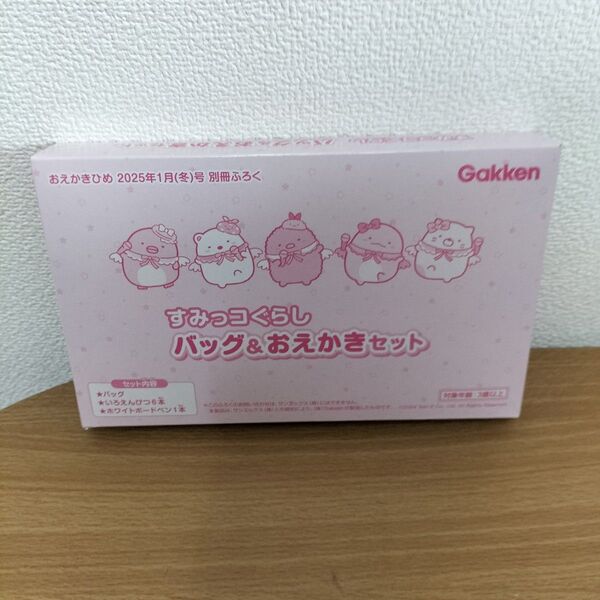 おえかきひめ 2025年1月(冬)号 別冊ふろく
Gakken
すみっコぐらし
バッグ&おえかきセット
セット内容
★バッグ
★いろえんぴつ6本
★ホワイトボードペン1本
対象年齢 3歳以上